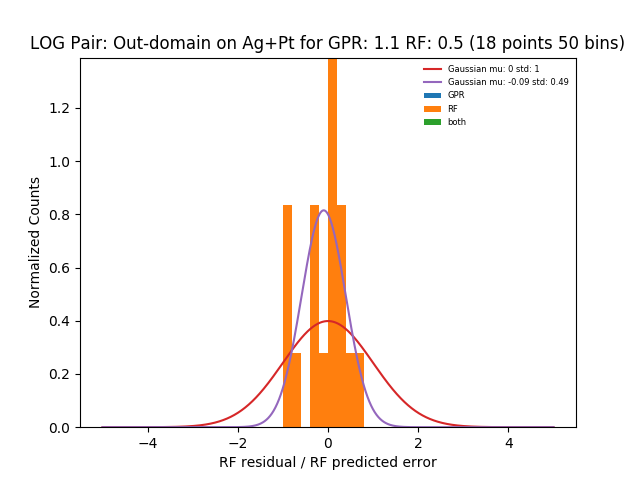 LOG Pair: Out-domain on Ag+Pt for GPR: 1.1 RF: 0.5 (18 points 50 bins)
Gaussian mu: 0 std: 1
Gaussian mu: -0.09 std: 0.49
GPR
RF
both
Normalized Counts
1.2
1.0
0.8
0.6
0.4
0.2
0.0
−4
−2
0
2
4
RF residual / RF predicted error